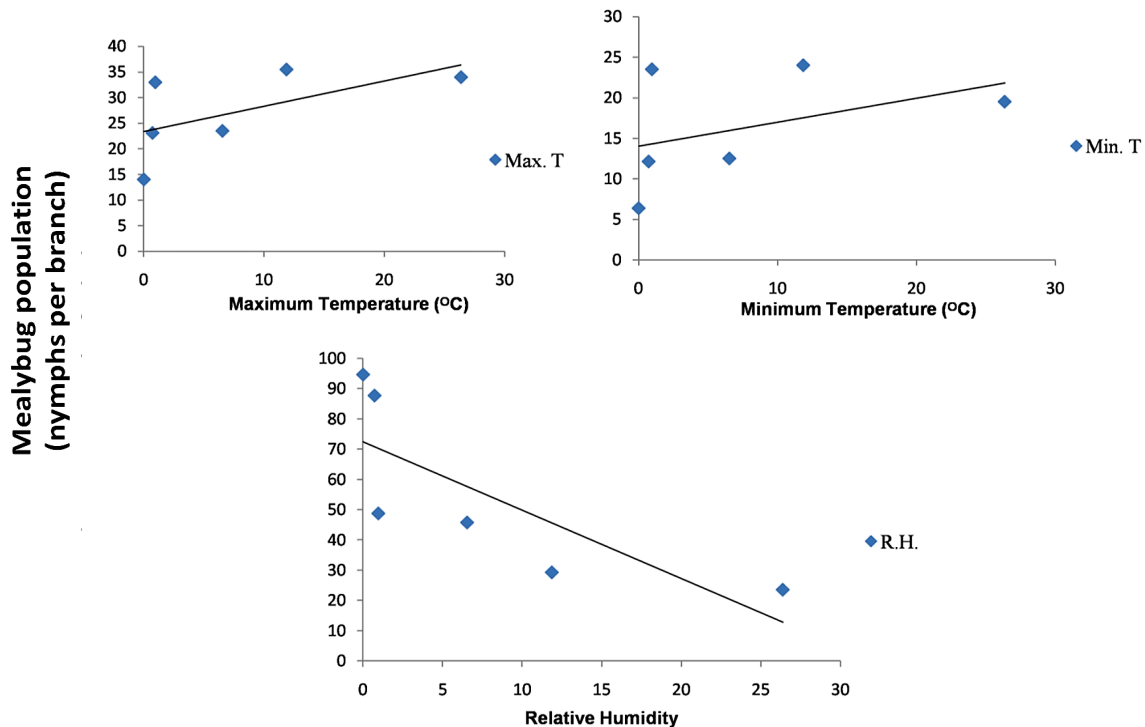 Mealybug population
(nymphs per branch)
40
35
30
25
20
15
10
5
0
0 10 20 30
Maximum Temperature (ᴼC)
Max. T
30
25
20
15
10
5
0
0 10 20 30
Minimum Temperature (ᴼC)
Min. T
100
90
80
70
60
50
40
30
20
10
0
0 5 10 15 20 25 30
Relative Humidity
R.H.